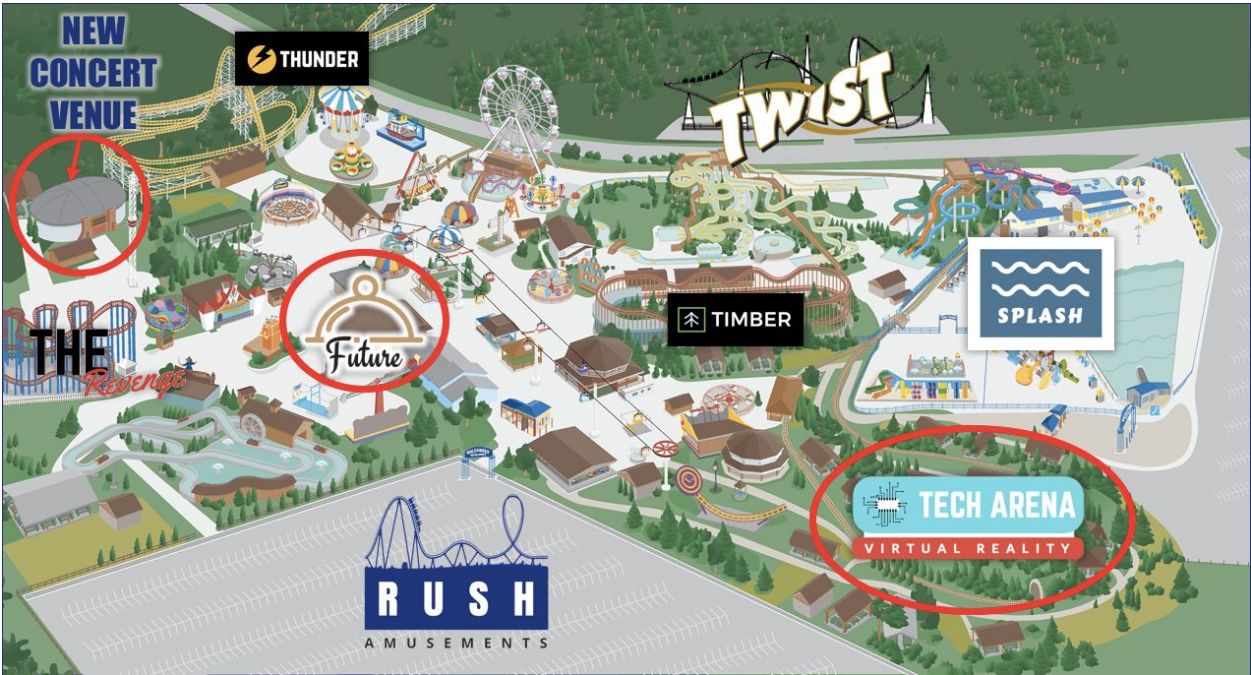 NEW
CONCERT
VENUE
THUNDER
TWIST
TIMBER
SPLASH
THE
Revenge
Future
TECH ARENA
VIRTUAL REALITY
RUSH
AMUSEMENTS